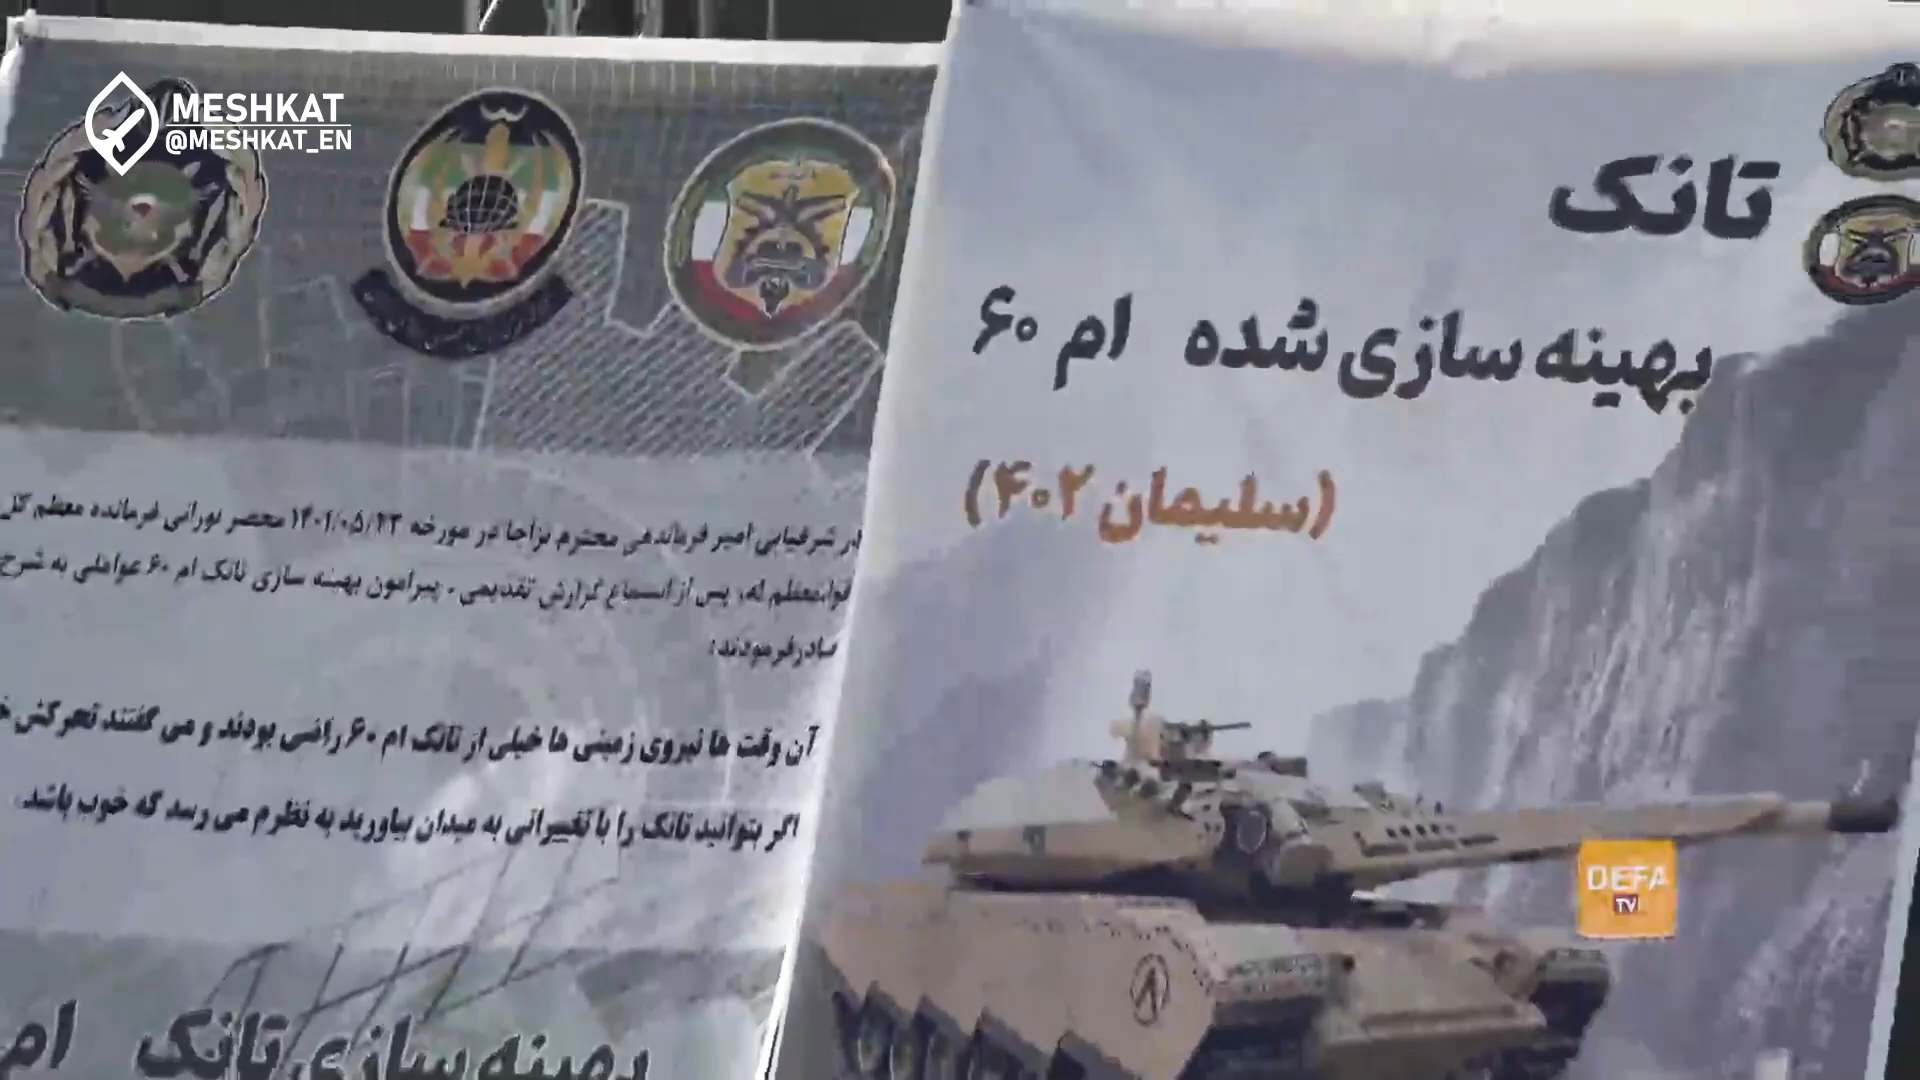 MESHKAT
@MESHKAT_EN
در شرفیابی امیر فرماندهی محترم نزاجا در مورخه ۱۴۰۱/۰۵/۲۳ محضر نورانی فرمانده معظم کل
قوا،معظم له، پس از استماع گزارش تقدیمی . پیرامون بهینه سازی تانک ام ۶۰ عواملی به شرح
صادرفرمودند:
آن وقت ها نیروی زمینی ها خیلی از تانک ام ۶۰ راضی بودند و می گفتند تحرکش
اگر بتوانید تانک را با تغییراتی به میدان بیاورید به نظرم می رسد که خوب باشد.
بهینه سازی تانک ام
تانک
بهینه سازی شده ام ۶۰
(سلیمان ۴۰۲)
۸
DEFA
TV